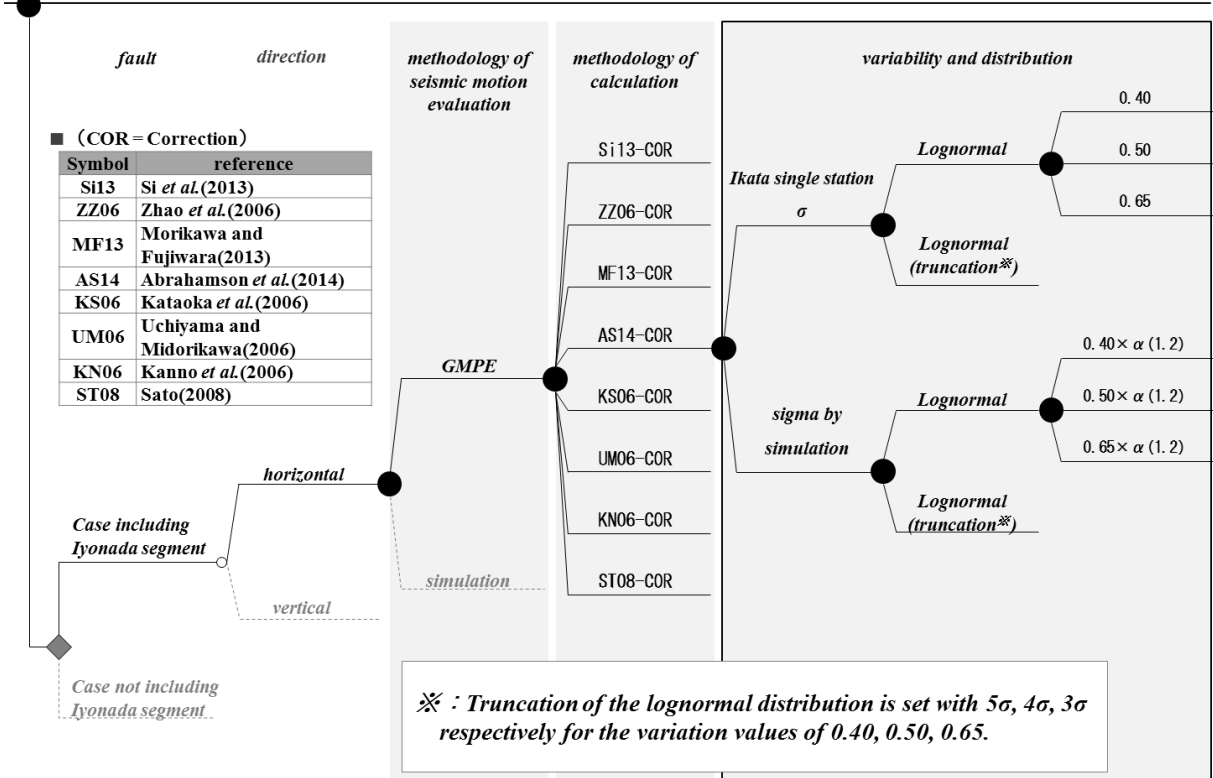 fault
direction
methodology of
seismic motion
evaluation
methodology of
calculation
variability and distribution
■ （COR = Correction）
Symbol reference
Si13 Si et al.(2013)
ZZ06 Zhao et al.(2006)
MF13 Morikawa and
Fujiwara(2013)
AS14 Abrahamson et al.(2014)
KS06 Kataoka et al.(2006)
UM06 Uchiyama and
Midorikawa(2006)
KN06 Kanno et al.(2006)
ST08 Sato(2008)
Case including
Iyonada segment
Case not including
Iyonada segment
horizontal
vertical
GMPE
simulation
Si13-COR
ZZ06-COR
MF13-COR
AS14-COR
KS06-COR
UM06-COR
KN06-COR
ST08-COR
Ikata single station
σ
Lognormal
0.40
0.50
0.65
Lognormal
(truncation※)
sigma by
simulation
Lognormal
0.40× α (1.2)
0.50× α (1.2)
0.65× α (1.2)
Lognormal
(truncation※)
※ : Truncation of the lognormal distribution is set with 5σ, 4σ, 3σ
respectively for the variation values of 0.40, 0.50, 0.65.